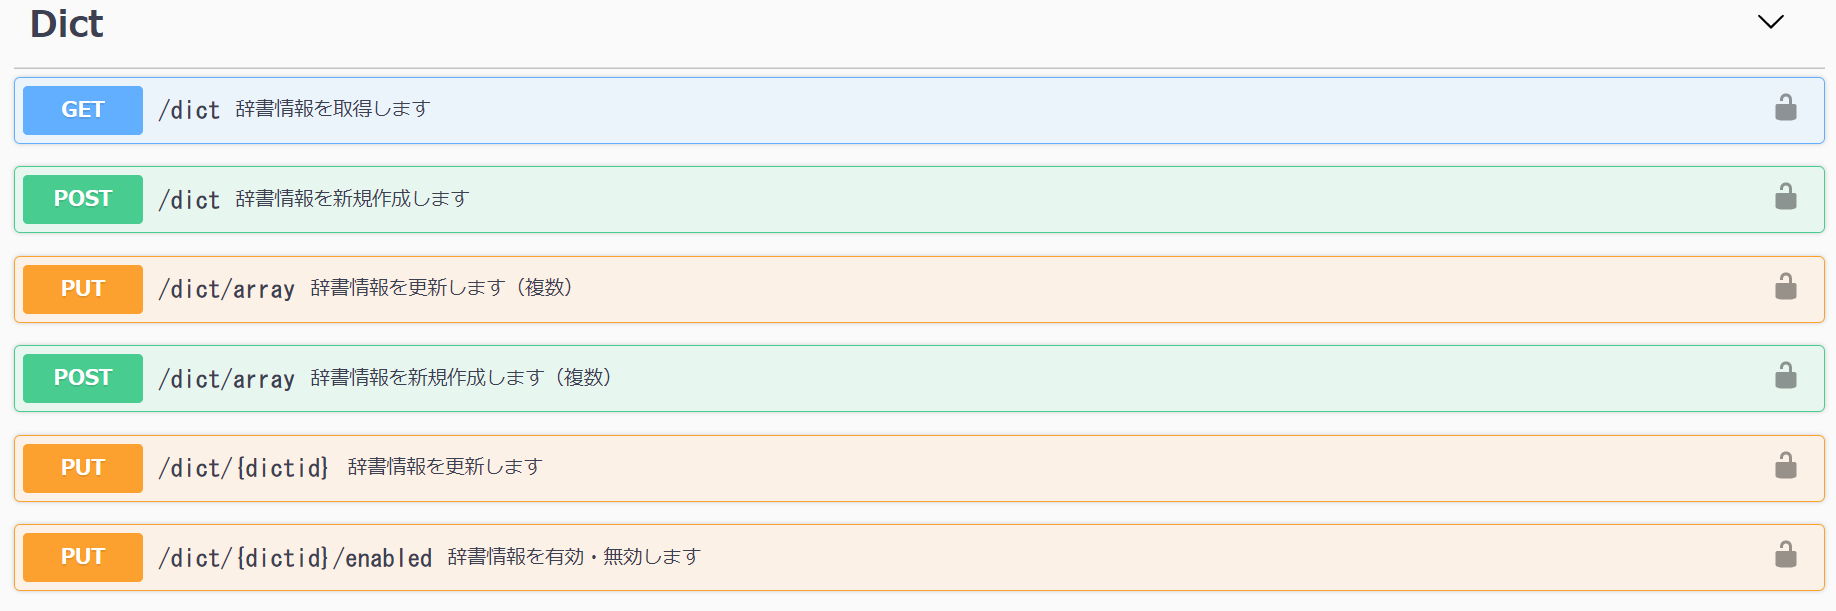 Dict
GET /dict 辞書情報を取得します
POST /dict 辞書情報を新規作成します
PUT /dict/array 辞書情報を更新します（複数）
POST /dict/array 辞書情報を新規作成します（複数）
PUT /dict/{dictid} 辞書情報を更新します
PUT /dict/{dictid}/enabled 辞書情報を有効・無効します